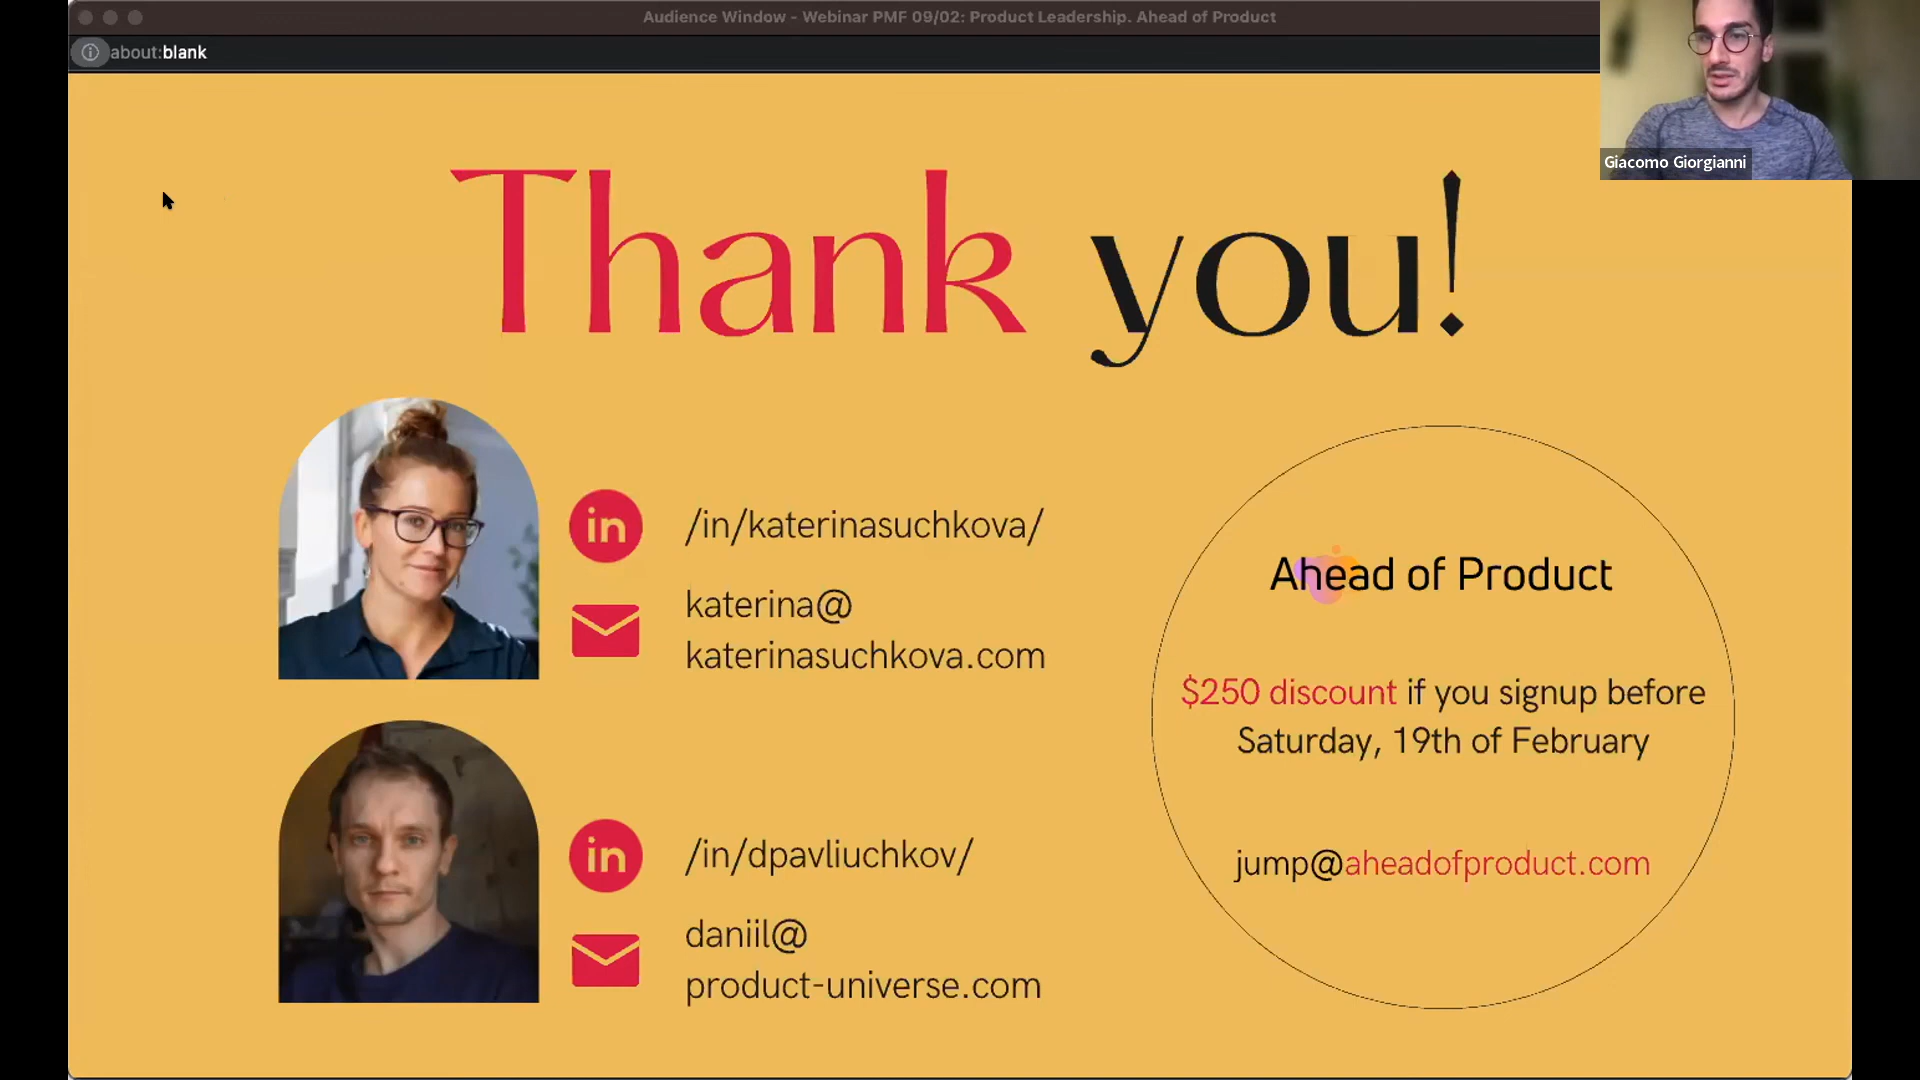 Audience Window - Webinar PMF 09/02: Product Leadership. Ahead of Product
about:blank
Giacomo Giorgianni
Thank you!
in
/in/katerinasuchkova/
katerina@
katerinasuchkova.com
in
/in/dpavliuchkov/
daniil@
product-universe.com
Ahead of Product
$250 discount if you signup before
Saturday, 19th of February
jump@aheadofproduct.com